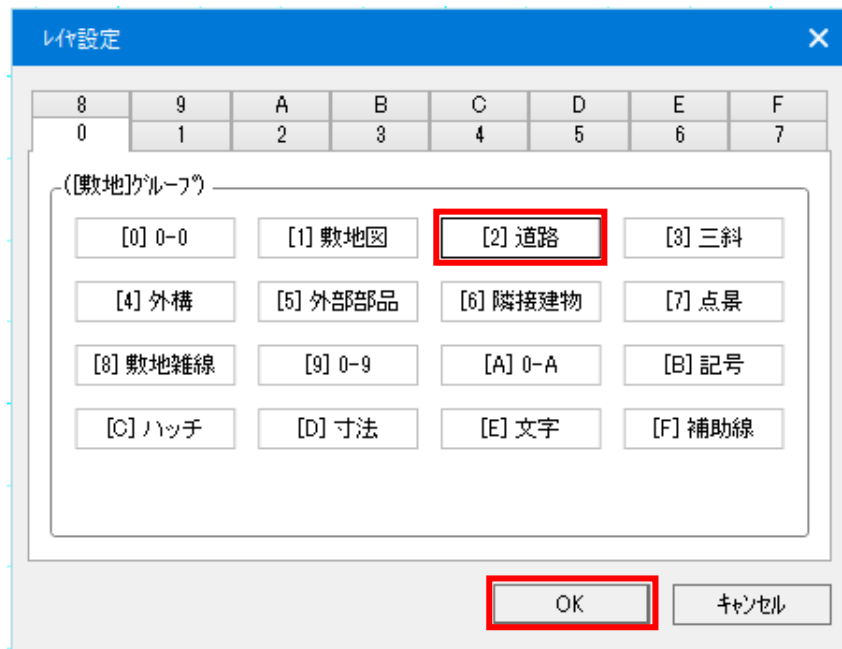 ﾚｲﾔ設定
8 9 A B C D E F
0 1 2 3 4 5 6 7
([敷地]ｸﾞﾙｰﾌﾟ)
[0] 0-0 [1] 敷地図 [2] 道路 [3] 三斜
[4] 外構 [5] 外部部品 [6] 隣接建物 [7] 点景
[8] 敷地雑線 [9] 0-9 [A] 0-A [B] 記号
[C] ハッチ [D] 寸法 [E] 文字 [F] 補助線
OK ｷｬﾝｾﾙ